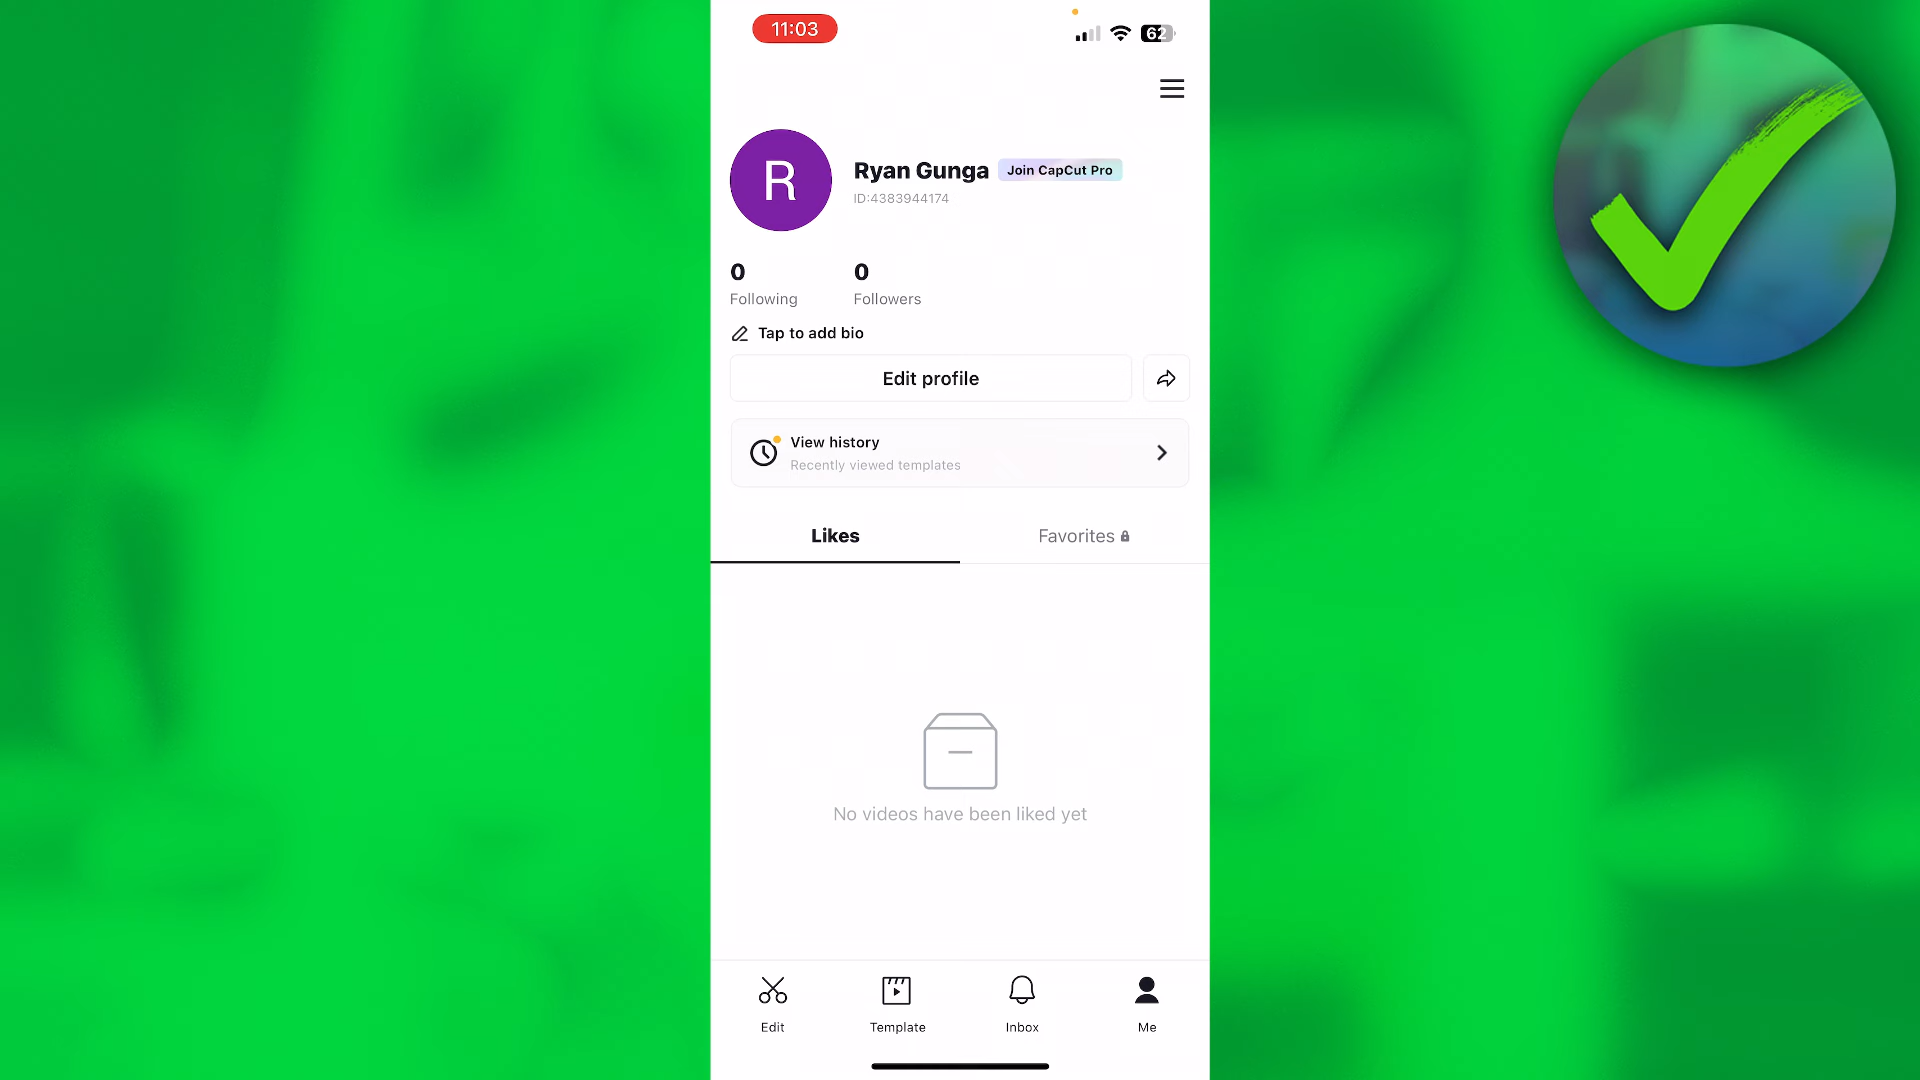 11:03
62
R
Ryan Gunga
Join CapCut Pro
ID:4383944174
0
0
Following
Followers
Tap to add bio
Edit profile
View history
Recently viewed templates
Likes
Favorites
No videos have been liked yet
Edit
Template
Inbox
Me